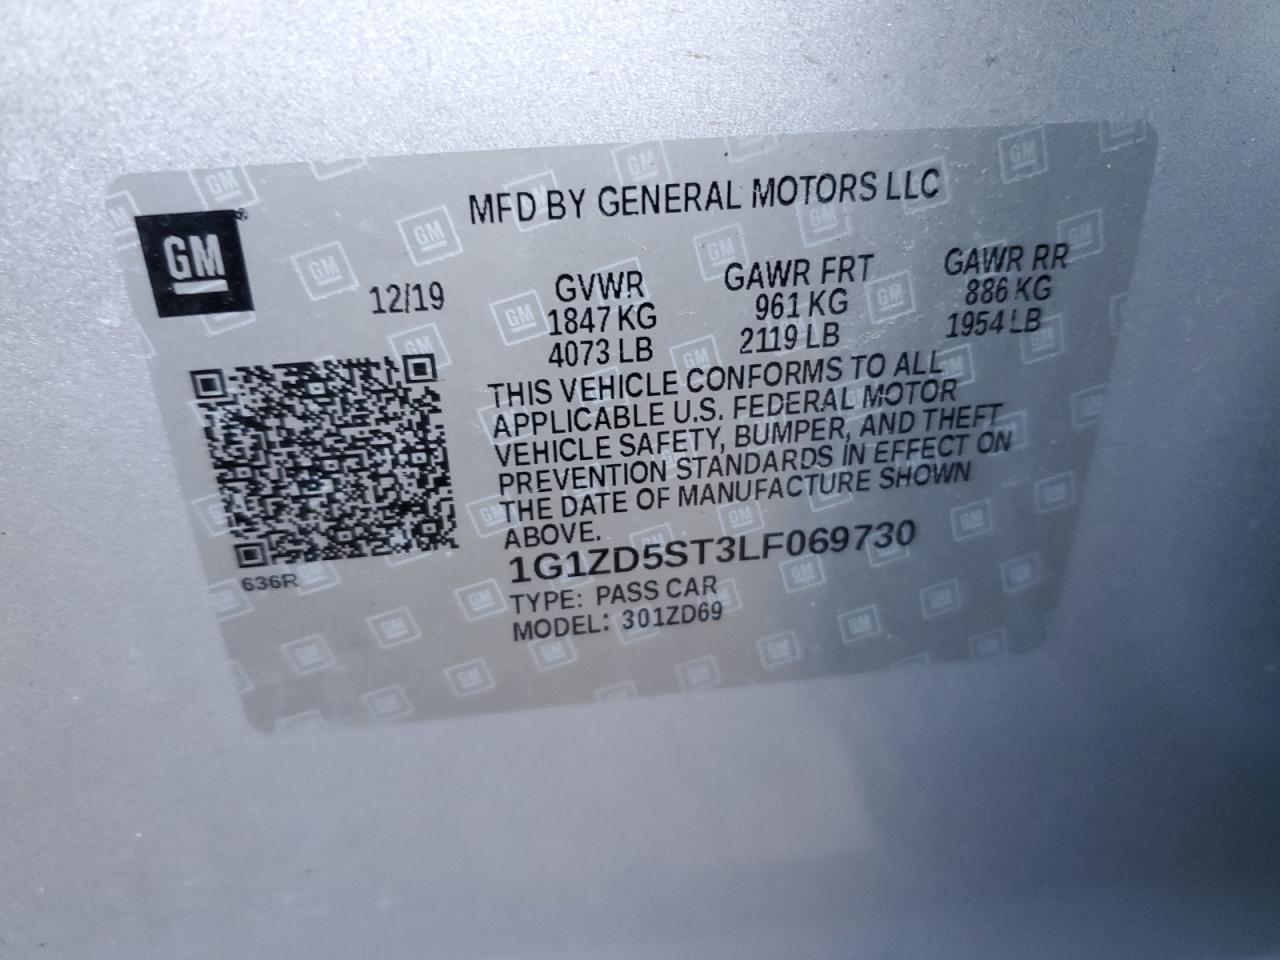 MFD BY GENERAL MOTORS LLC
GM®
12/19
GVWR GAWR FRT GAWR RR
1847 KG 961 KG 886 KG
4073 LB 2119 LB 1954 LB
THIS VEHICLE CONFORMS TO ALL
APPLICABLE U.S. FEDERAL MOTOR
VEHICLE SAFETY, BUMPER, AND THEFT
PREVENTION STANDARDS IN EFFECT ON
THE DATE OF MANUFACTURE SHOWN
ABOVE.
1G1ZD5ST3LF069730
TYPE: PASS CAR
MODEL: 301ZD69
636R